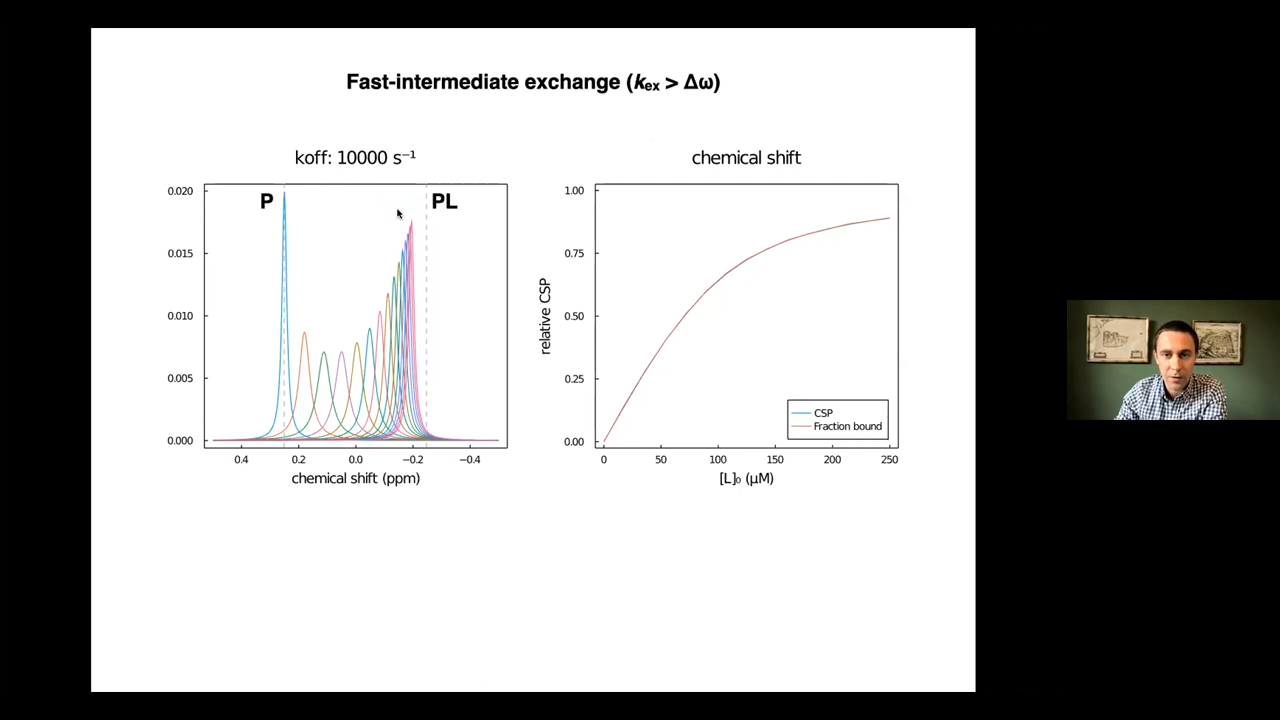 Fast-intermediate exchange (kex > Δω)
koff: 10000 s⁻¹
P
PL
0.020
0.015
0.010
0.005
0.000
0.4
0.2
0.0
−0.2
−0.4
chemical shift (ppm)
chemical shift
relative CSP
1.00
0.75
0.50
0.25
0.00
CSP
Fraction bound
0
50
100
150
200
250
[L]₀ (μM)